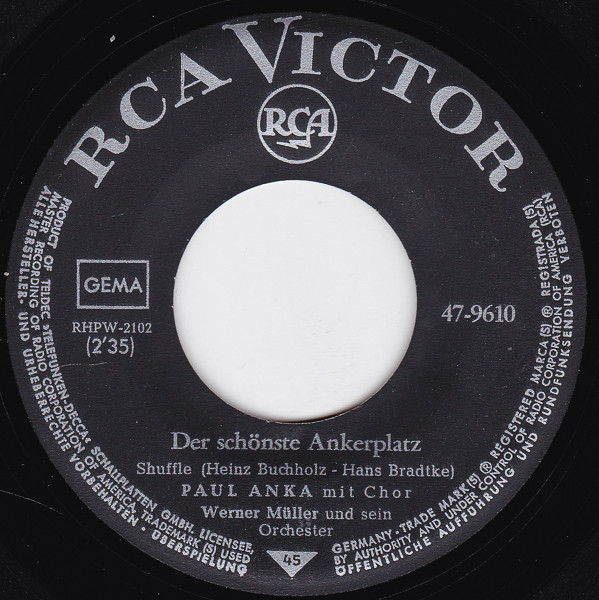 RCA VICTOR
RCA
GEMA
RHPW-2102
(2'35)
47-9610
Der schönste Ankerplatz
Shuffle (Heinz Buchholz - Hans Bradtke)
PAUL ANKA mit Chor
Werner Müller und sein
Orchester
45
PRODUCT OF TELDEC »TELEFUNKEN-DECCA« SCHALLPLATTEN GMBH. LICENSEE,
MASTER RECORDING OF RADIO CORPORATION OF AMERICA, TRADEMARK (S) USED
ALLE HERSTELLER- UND URHEBERRECHTE VORBEHALTEN · ÜBERSPIELUNG
GERMANY · TRADE MARK(S) ® REGISTERED MARCA(S) ® REGISTRADA(S)
BY AUTHORITY AND UNDER CONTROL OF RADIO CORPORATION OF AMERICA (RCA)
ÖFFENTLICHE AUFFÜHRUNG UND RUNDFUNKSENDUNG VERBOTEN